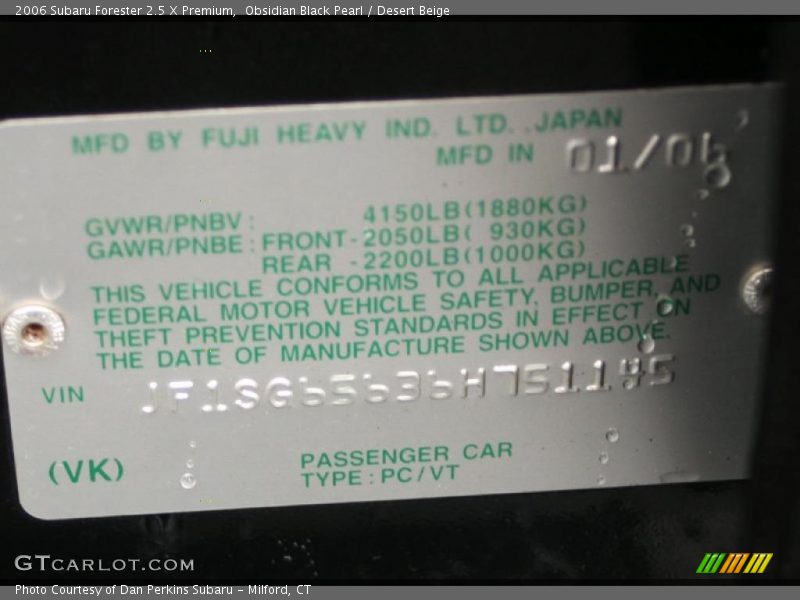 2006 Subaru Forester 2.5 X Premium, Obsidian Black Pearl / Desert Beige
MFD BY FUJI HEAVY IND. LTD. JAPAN
MFD IN 01/06
GVWR/PNBV : 4150LB(1880KG)
GAWR/PNBE : FRONT-2050LB( 930KG)
REAR -2200LB(1000KG)
THIS VEHICLE CONFORMS TO ALL APPLICABLE
FEDERAL MOTOR VEHICLE SAFETY, BUMPER, AND
THEFT PREVENTION STANDARDS IN EFFECT ON
THE DATE OF MANUFACTURE SHOWN ABOVE.
VIN JF1SG65636H751145
(VK)
PASSENGER CAR
TYPE : PC/VT
GTCARLOT.COM
Photo Courtesy of Dan Perkins Subaru - Milford, CT